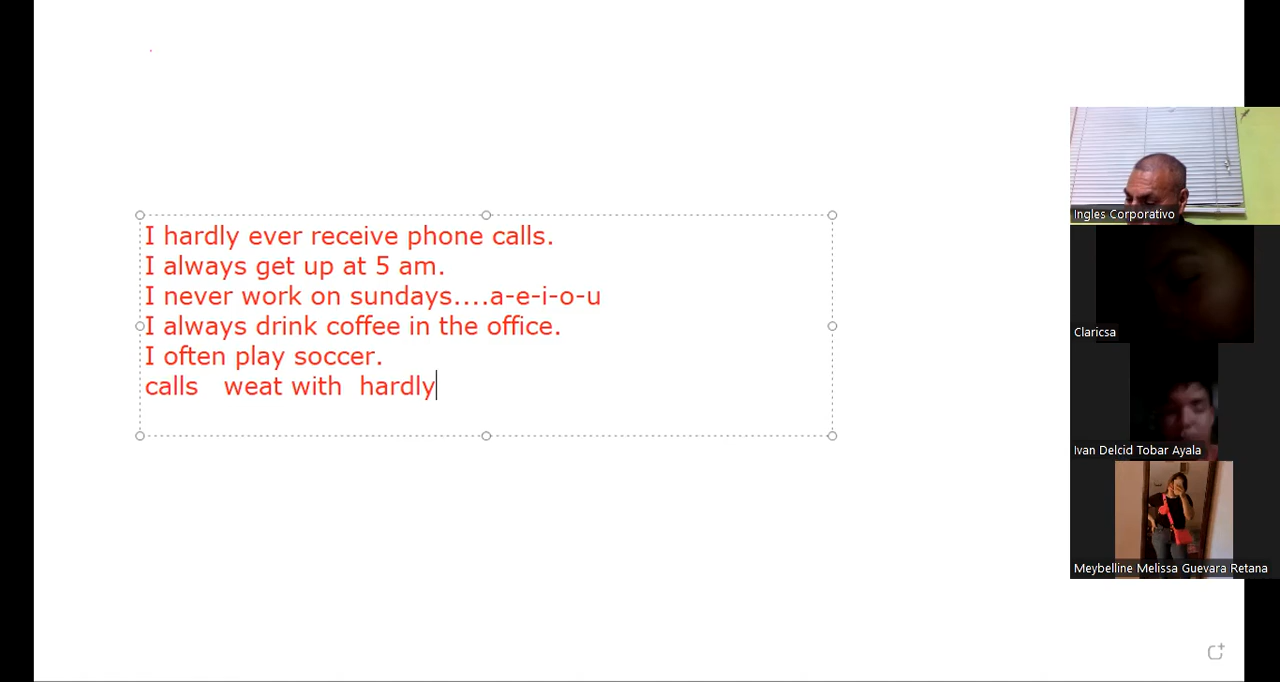 I hardly ever receive phone calls.
I always get up at 5 am.
I never work on sundays....a-e-i-o-u
I always drink coffee in the office.
I often play soccer.
calls weat with hardly
Ingles Corporativo
Claricsa
Ivan Delcid Tobar Ayala
Meybelline Melissa Guevara Retana